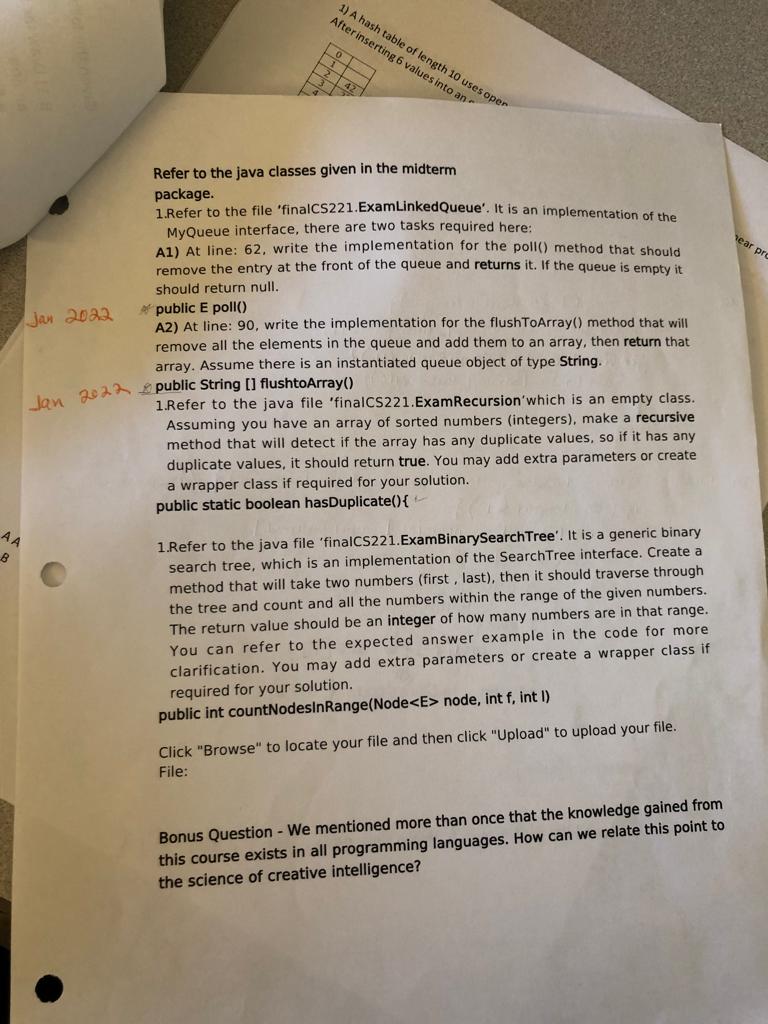 1) A hash table of length 10 uses open
After inserting 6 values into an
0
1
2
3 42
4
Refer to the java classes given in the midterm
package.
1.Refer to the file 'finalCS221.ExamLinkedQueue'. It is an implementation of the
MyQueue interface, there are two tasks required here:
A1) At line: 62, write the implementation for the poll() method that should
remove the entry at the front of the queue and returns it. If the queue is empty it
should return null.
Jan 2022 public E poll()
A2) At line: 90, write the implementation for the flushToArray() method that will
remove all the elements in the queue and add them to an array, then return that
array. Assume there is an instantiated queue object of type String.
Jan 2022 public String [] flushtoArray()
1.Refer to the java file 'finalCS221.ExamRecursion'which is an empty class.
Assuming you have an array of sorted numbers (integers), make a recursive
method that will detect if the array has any duplicate values, so if it has any
duplicate values, it should return true. You may add extra parameters or create
a wrapper class if required for your solution.
public static boolean hasDuplicate(){
1.Refer to the java file 'finalCS221.ExamBinarySearchTree'. It is a generic binary
search tree, which is an implementation of the SearchTree interface. Create a
method that will take two numbers (first , last), then it should traverse through
the tree and count and all the numbers within the range of the given numbers.
The return value should be an integer of how many numbers are in that range.
You can refer to the expected answer example in the code for more
clarification. You may add extra parameters or create a wrapper class if
required for your solution.
public int countNodesInRange(Node<E> node, int f, int l)
Click "Browse" to locate your file and then click "Upload" to upload your file.
File:
Bonus Question - We mentioned more than once that the knowledge gained from
this course exists in all programming languages. How can we relate this point to
the science of creative intelligence?
near pro
A A
B